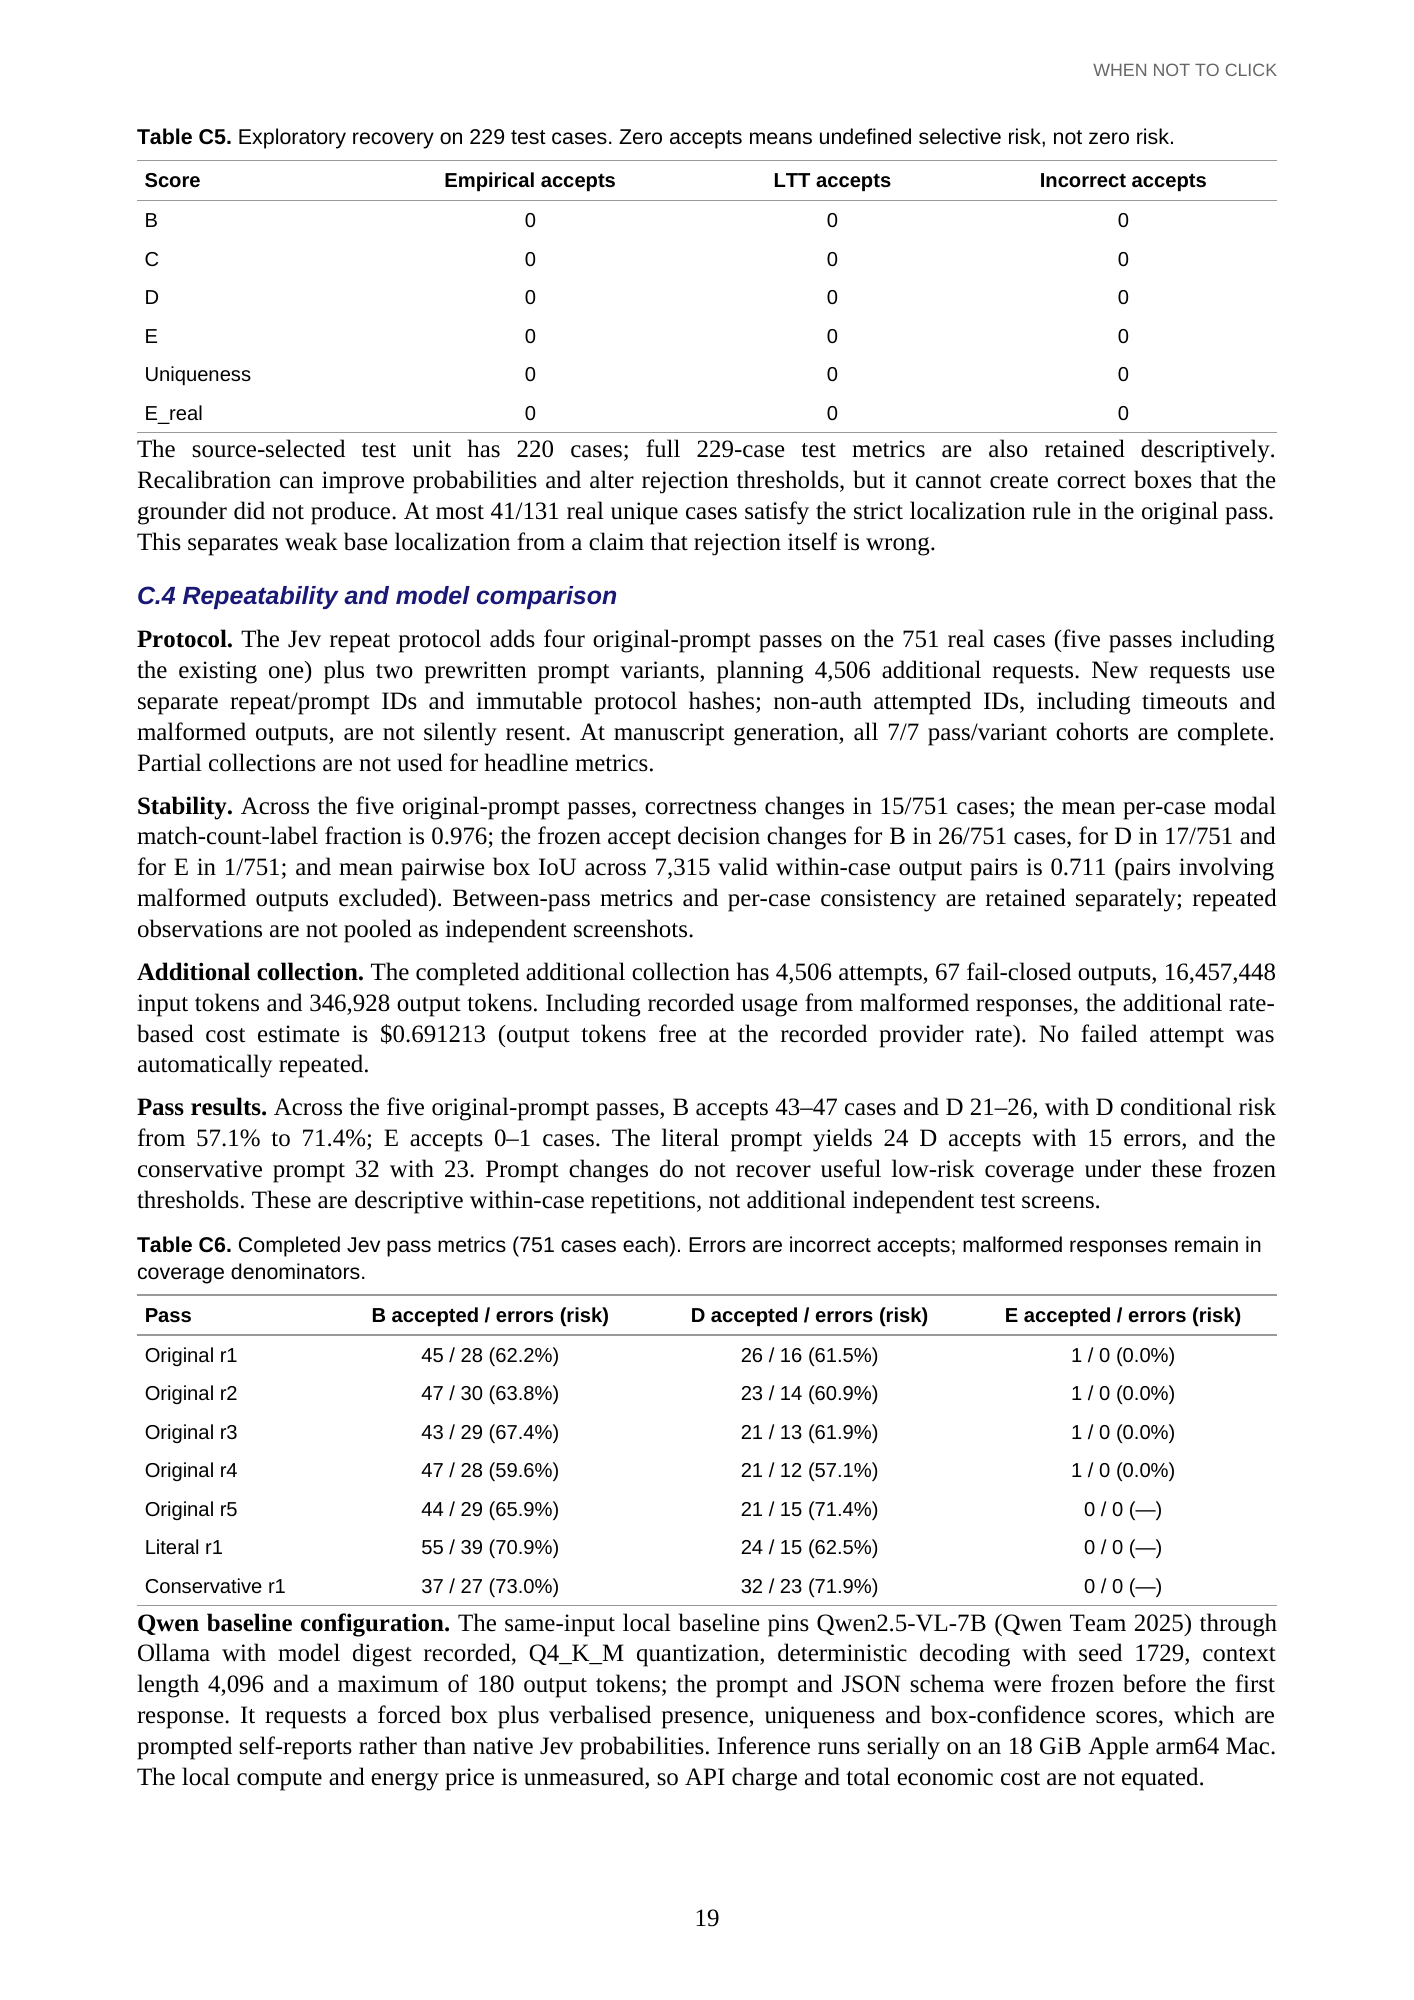 WHEN NOT TO CLICK
Table C5. Exploratory recovery on 229 test cases. Zero accepts means undefined selective risk, not zero risk.
Score Empirical accepts LTT accepts Incorrect accepts
B 0 0 0
C 0 0 0
D 0 0 0
E 0 0 0
Uniqueness 0 0 0
E_real 0 0 0
The source-selected test unit has 220 cases; full 229-case test metrics are also retained descriptively.
Recalibration can improve probabilities and alter rejection thresholds, but it cannot create correct boxes that the
grounder did not produce. At most 41/131 real unique cases satisfy the strict localization rule in the original pass.
This separates weak base localization from a claim that rejection itself is wrong.
C.4 Repeatability and model comparison
Protocol. The Jev repeat protocol adds four original-prompt passes on the 751 real cases (five passes including
the existing one) plus two prewritten prompt variants, planning 4,506 additional requests. New requests use
separate repeat/prompt IDs and immutable protocol hashes; non-auth attempted IDs, including timeouts and
malformed outputs, are not silently resent. At manuscript generation, all 7/7 pass/variant cohorts are complete.
Partial collections are not used for headline metrics.
Stability. Across the five original-prompt passes, correctness changes in 15/751 cases; the mean per-case modal
match-count-label fraction is 0.976; the frozen accept decision changes for B in 26/751 cases, for D in 17/751 and
for E in 1/751; and mean pairwise box IoU across 7,315 valid within-case output pairs is 0.711 (pairs involving
malformed outputs excluded). Between-pass metrics and per-case consistency are retained separately; repeated
observations are not pooled as independent screenshots.
Additional collection. The completed additional collection has 4,506 attempts, 67 fail-closed outputs, 16,457,448
input tokens and 346,928 output tokens. Including recorded usage from malformed responses, the additional rate-
based cost estimate is $0.691213 (output tokens free at the recorded provider rate). No failed attempt was
automatically repeated.
Pass results. Across the five original-prompt passes, B accepts 43–47 cases and D 21–26, with D conditional risk
from 57.1% to 71.4%; E accepts 0–1 cases. The literal prompt yields 24 D accepts with 15 errors, and the
conservative prompt 32 with 23. Prompt changes do not recover useful low-risk coverage under these frozen
thresholds. These are descriptive within-case repetitions, not additional independent test screens.
Table C6. Completed Jev pass metrics (751 cases each). Errors are incorrect accepts; malformed responses remain in
coverage denominators.
Pass B accepted / errors (risk) D accepted / errors (risk) E accepted / errors (risk)
Original r1 45 / 28 (62.2%) 26 / 16 (61.5%) 1 / 0 (0.0%)
Original r2 47 / 30 (63.8%) 23 / 14 (60.9%) 1 / 0 (0.0%)
Original r3 43 / 29 (67.4%) 21 / 13 (61.9%) 1 / 0 (0.0%)
Original r4 47 / 28 (59.6%) 21 / 12 (57.1%) 1 / 0 (0.0%)
Original r5 44 / 29 (65.9%) 21 / 15 (71.4%) 0 / 0 (—)
Literal r1 55 / 39 (70.9%) 24 / 15 (62.5%) 0 / 0 (—)
Conservative r1 37 / 27 (73.0%) 32 / 23 (71.9%) 0 / 0 (—)
Qwen baseline configuration. The same-input local baseline pins Qwen2.5-VL-7B (Qwen Team 2025) through
Ollama with model digest recorded, Q4_K_M quantization, deterministic decoding with seed 1729, context
length 4,096 and a maximum of 180 output tokens; the prompt and JSON schema were frozen before the first
response. It requests a forced box plus verbalised presence, uniqueness and box-confidence scores, which are
prompted self-reports rather than native Jev probabilities. Inference runs serially on an 18 GiB Apple arm64 Mac.
The local compute and energy price is unmeasured, so API charge and total economic cost are not equated.
19